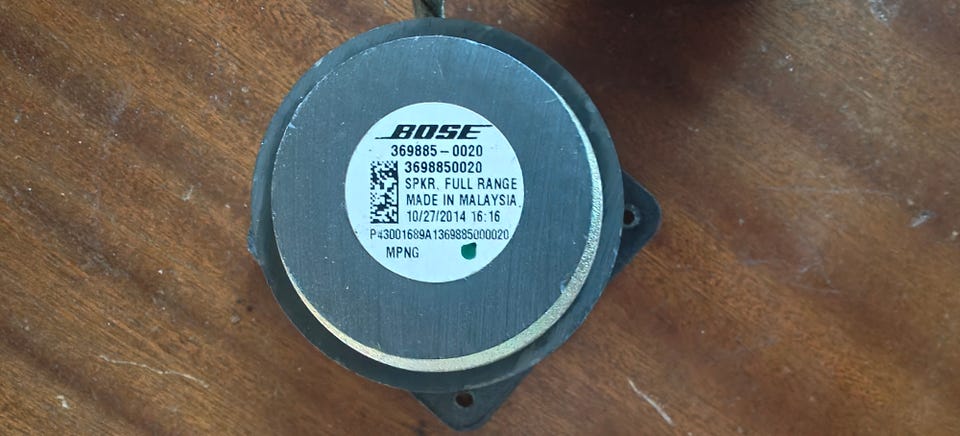 BOSE
369885-0020
3698850020
SPKR, FULL RANGE
MADE IN MALAYSIA
10/27/2014 16:16
P43001689A1369885000020
MPNG